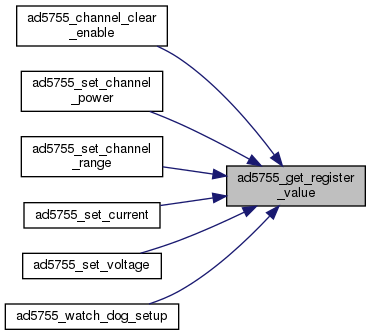 ad5755_channel_clear
_enable
ad5755_set_channel
_power
ad5755_set_channel
_range
ad5755_get_register
_value
ad5755_set_current
ad5755_set_voltage
ad5755_watch_dog_setup